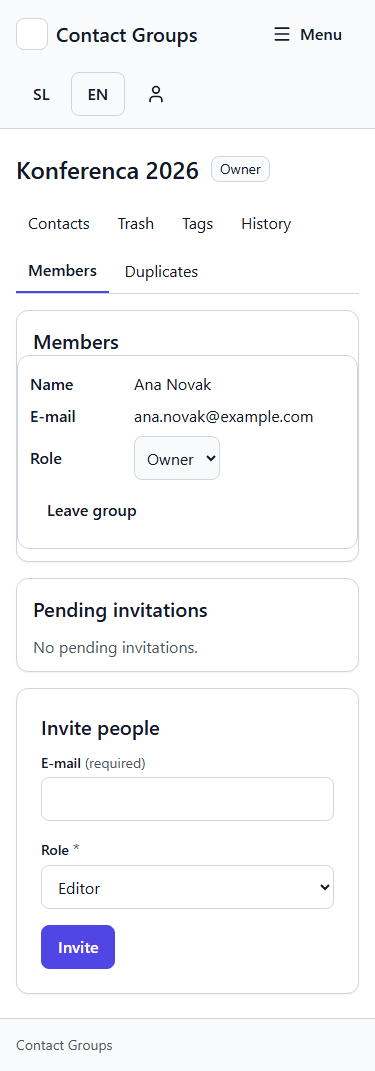 Contact Groups
Menu
SL
EN
Konferenca 2026
Owner
Contacts
Trash
Tags
History
Members
Duplicates
Members
Name
Ana Novak
E-mail
ana.novak@example.com
Role
Owner
Leave group
Pending invitations
No pending invitations.
Invite people
E-mail (required)
Role *
Editor
Invite
Contact Groups